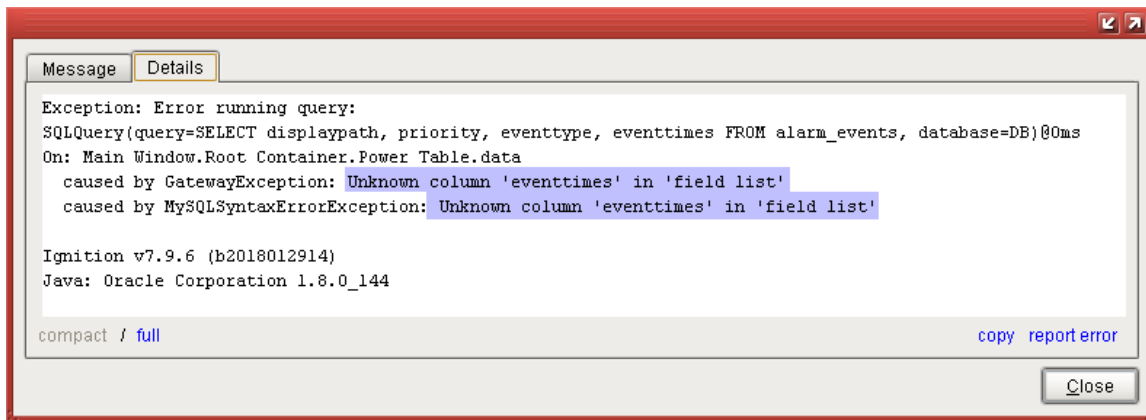 Message Details
Exception: Error running query:
SQLQuery(query=SELECT displaypath, priority, eventtype, eventtimes FROM alarm_events, database=DB)@0ms
On: Main Window.Root Container.Power Table.data
caused by GatewayException: Unknown column 'eventtimes' in 'field list'
caused by MySQLSyntaxErrorException: Unknown column 'eventtimes' in 'field list'
Ignition v7.9.6 (b2018012914)
Java: Oracle Corporation 1.8.0_144
compact / full copy report error
Close